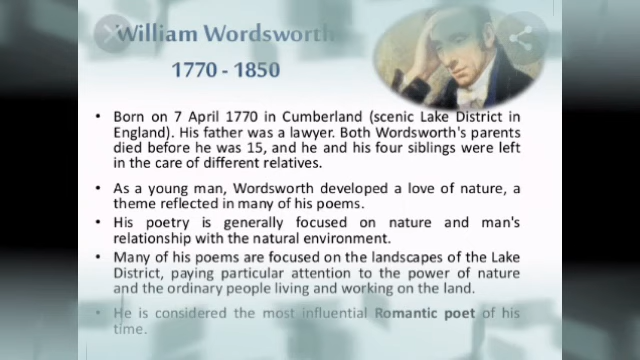 William Wordsworth
1770 - 1850
• Born on 7 April 1770 in Cumberland (scenic Lake District in
England). His father was a lawyer. Both Wordsworth's parents
died before he was 15, and he and his four siblings were left
in the care of different relatives.
• As a young man, Wordsworth developed a love of nature, a
theme reflected in many of his poems.
• His poetry is generally focused on nature and man's
relationship with the natural environment.
• Many of his poems are focused on the landscapes of the Lake
District, paying particular attention to the power of nature
and the ordinary people living and working on the land.
• He is considered the most influential Romantic poet of his
time.